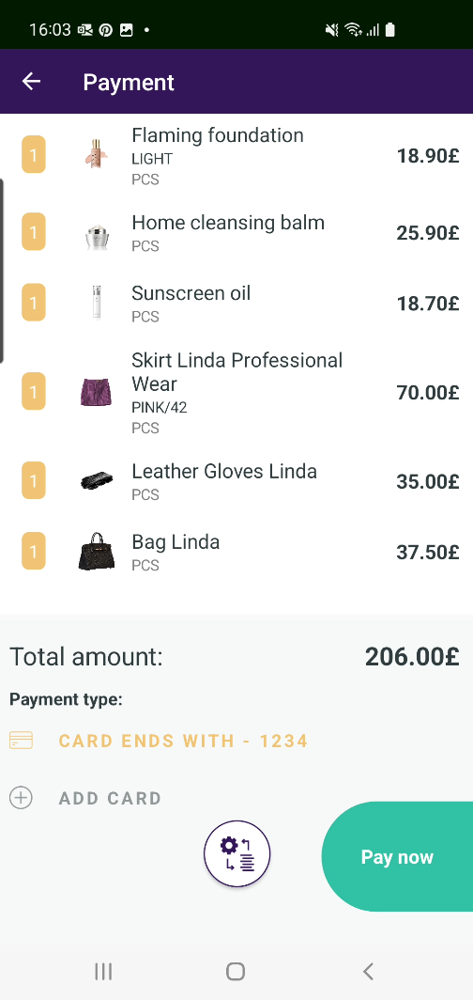 16:03
Payment
1
Flaming foundation
LIGHT
PCS
18.90£
1
Home cleansing balm
PCS
25.90£
1
Sunscreen oil
PCS
18.70£
1
Skirt Linda Professional
Wear
PINK/42
PCS
70.00£
1
Leather Gloves Linda
PCS
35.00£
1
Bag Linda
PCS
37.50£
Total amount: 206.00£
Payment type:
CARD ENDS WITH - 1234
ADD CARD
Pay now